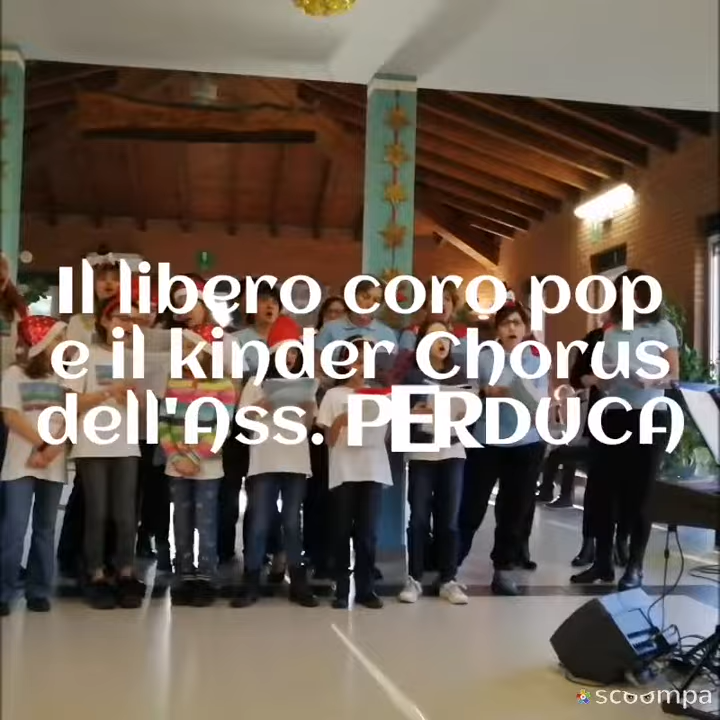 Il libero coro pop
e il kinder Chorus
dell'Ass. PERDUCA
scoompa